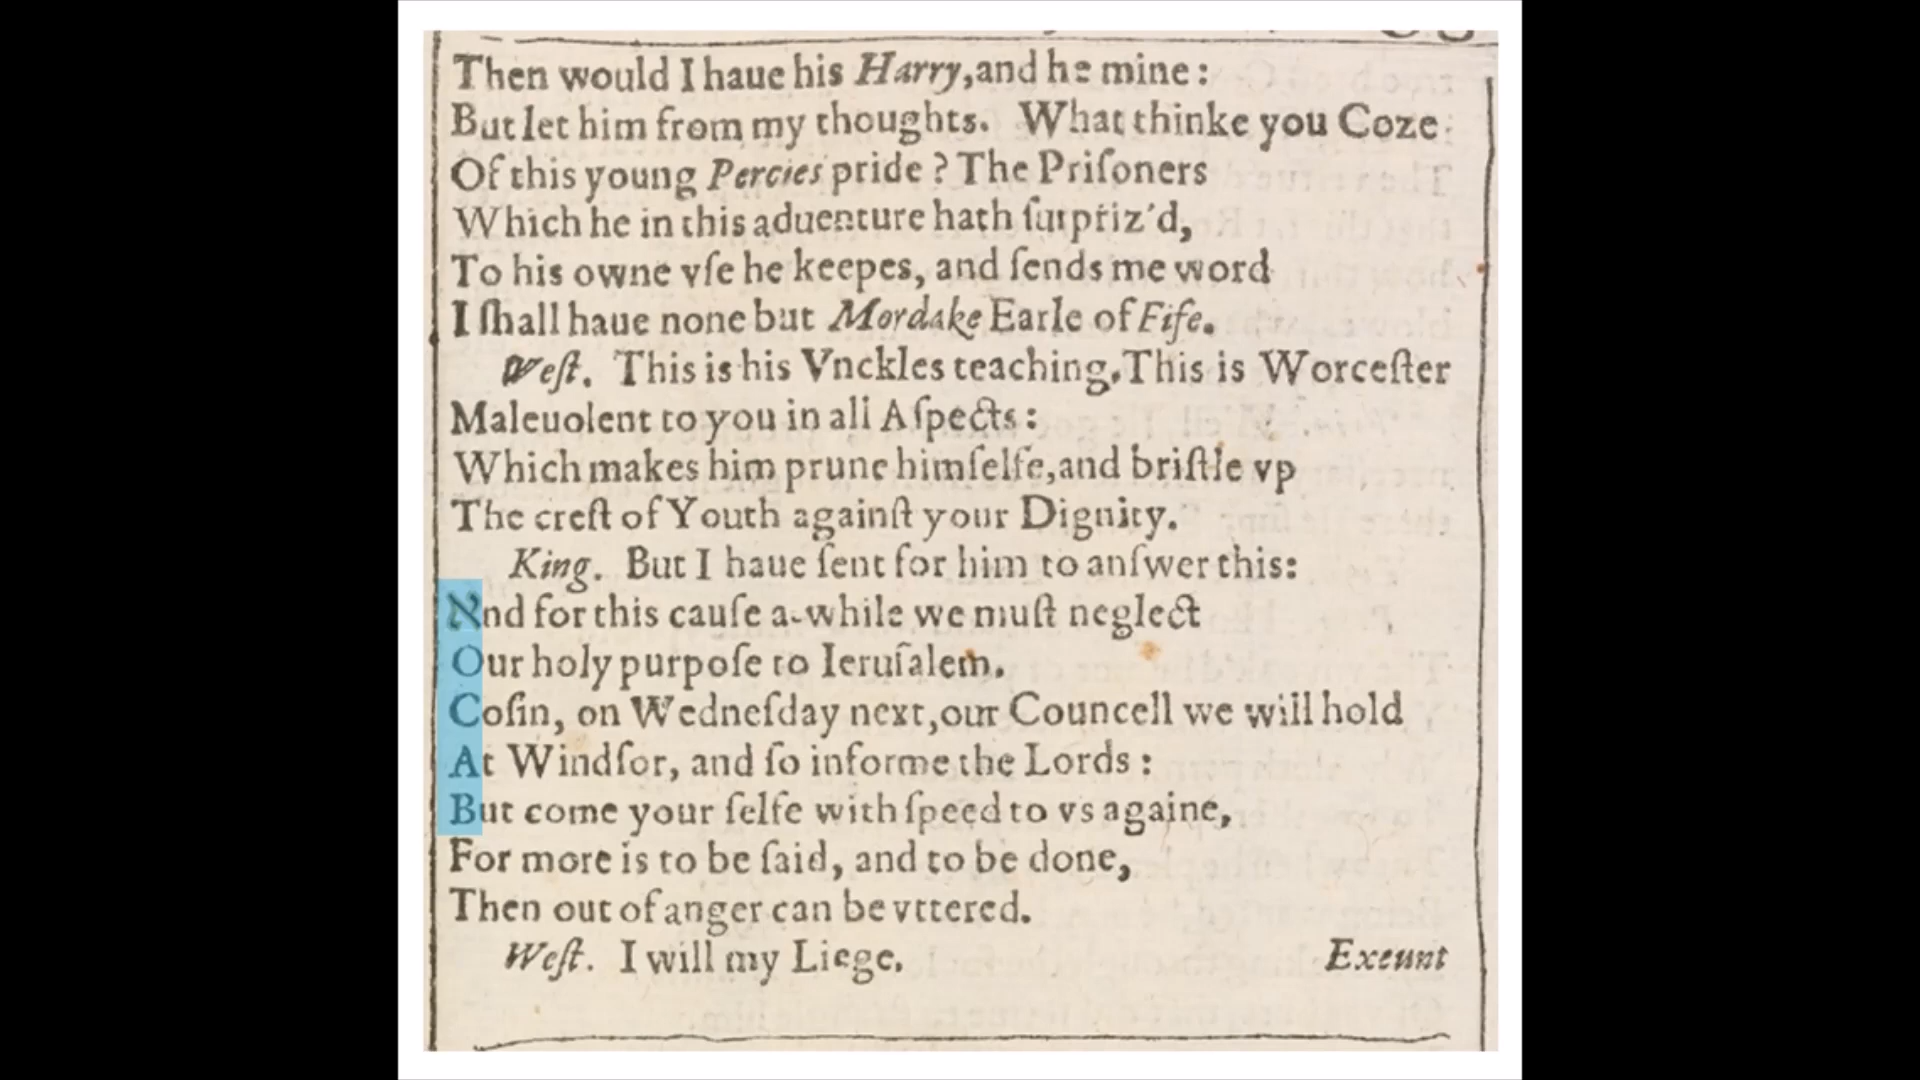 Then would I haue his Harry,and he mine:
But let him from my thoughts. What thinke you Coze
Of this young Percies pride? The Priſoners
Which he in this aduenture hath ſurpriz'd,
To his owne vſe he keepes, and ſends me word
I ſhall haue none but Mordake Earle of Fife.
Weſt. This is his Vnckles teaching,This is Worceſter
Maleuolent to you in all Aſpects:
Which makes him prune himſelfe,and briſtle vp
The creſt of Youth againſt your Dignity.
King. But I haue ſent for him to anſwer this:
Nnd for this cauſe a-while we muſt neglect
Our holy purpoſe to Ieruſalem.
Coſin, on Wedneſday next,our Councell we will hold
At Windſor, and ſo informe the Lords:
But come your ſelfe with ſpeed to vs againe,
For more is to be ſaid, and to be done,
Then out of anger can be vttered.
Weſt. I will my Liege. Exeunt